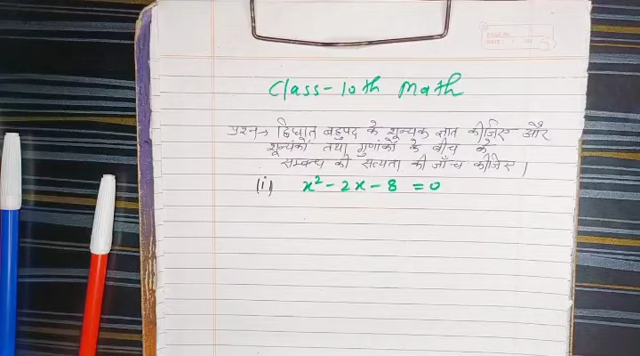 Class-10th Math
प्रश्न→ द्विघात बहुपद के शून्यक ज्ञात कीजिए और
शून्यकों तथा गुणांकों के बीच के
सम्बन्ध की सत्यता की जाँच कीजिए।
(i) x² - 2x - 8 = 0